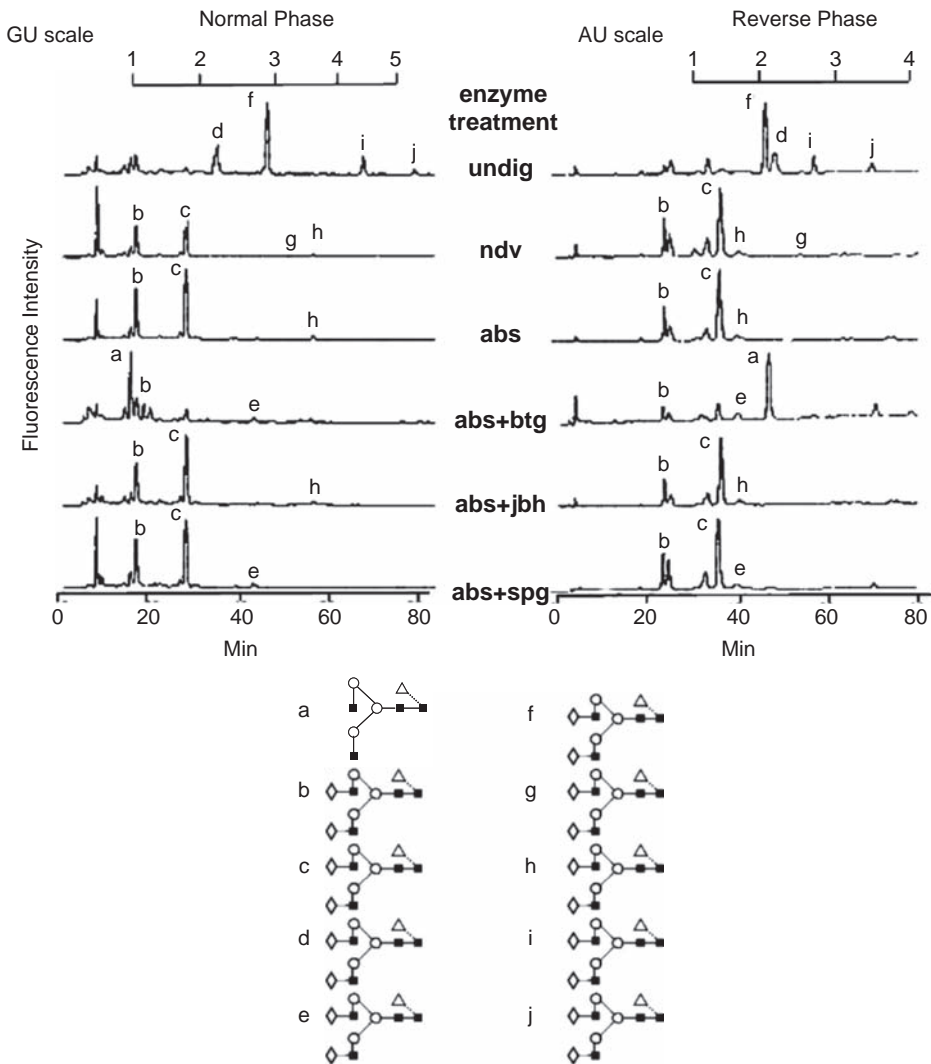 Normal Phase
GU scale
1 2 3 4 5
Reverse Phase
AU scale
1 2 3 4
enzyme
treatment
undig
ndv
abs
abs+btg
abs+jbh
abs+spg
Fluorescence Intensity
d f i j
b c g h
b c h
a b e
b c h
b c e
0 20 40 60 80
Min
f d i j
b c h g
b c h
b e a
b c h
b c e
0 20 40 60 80
Min
a
b
c
d
e
f
g
h
i
j